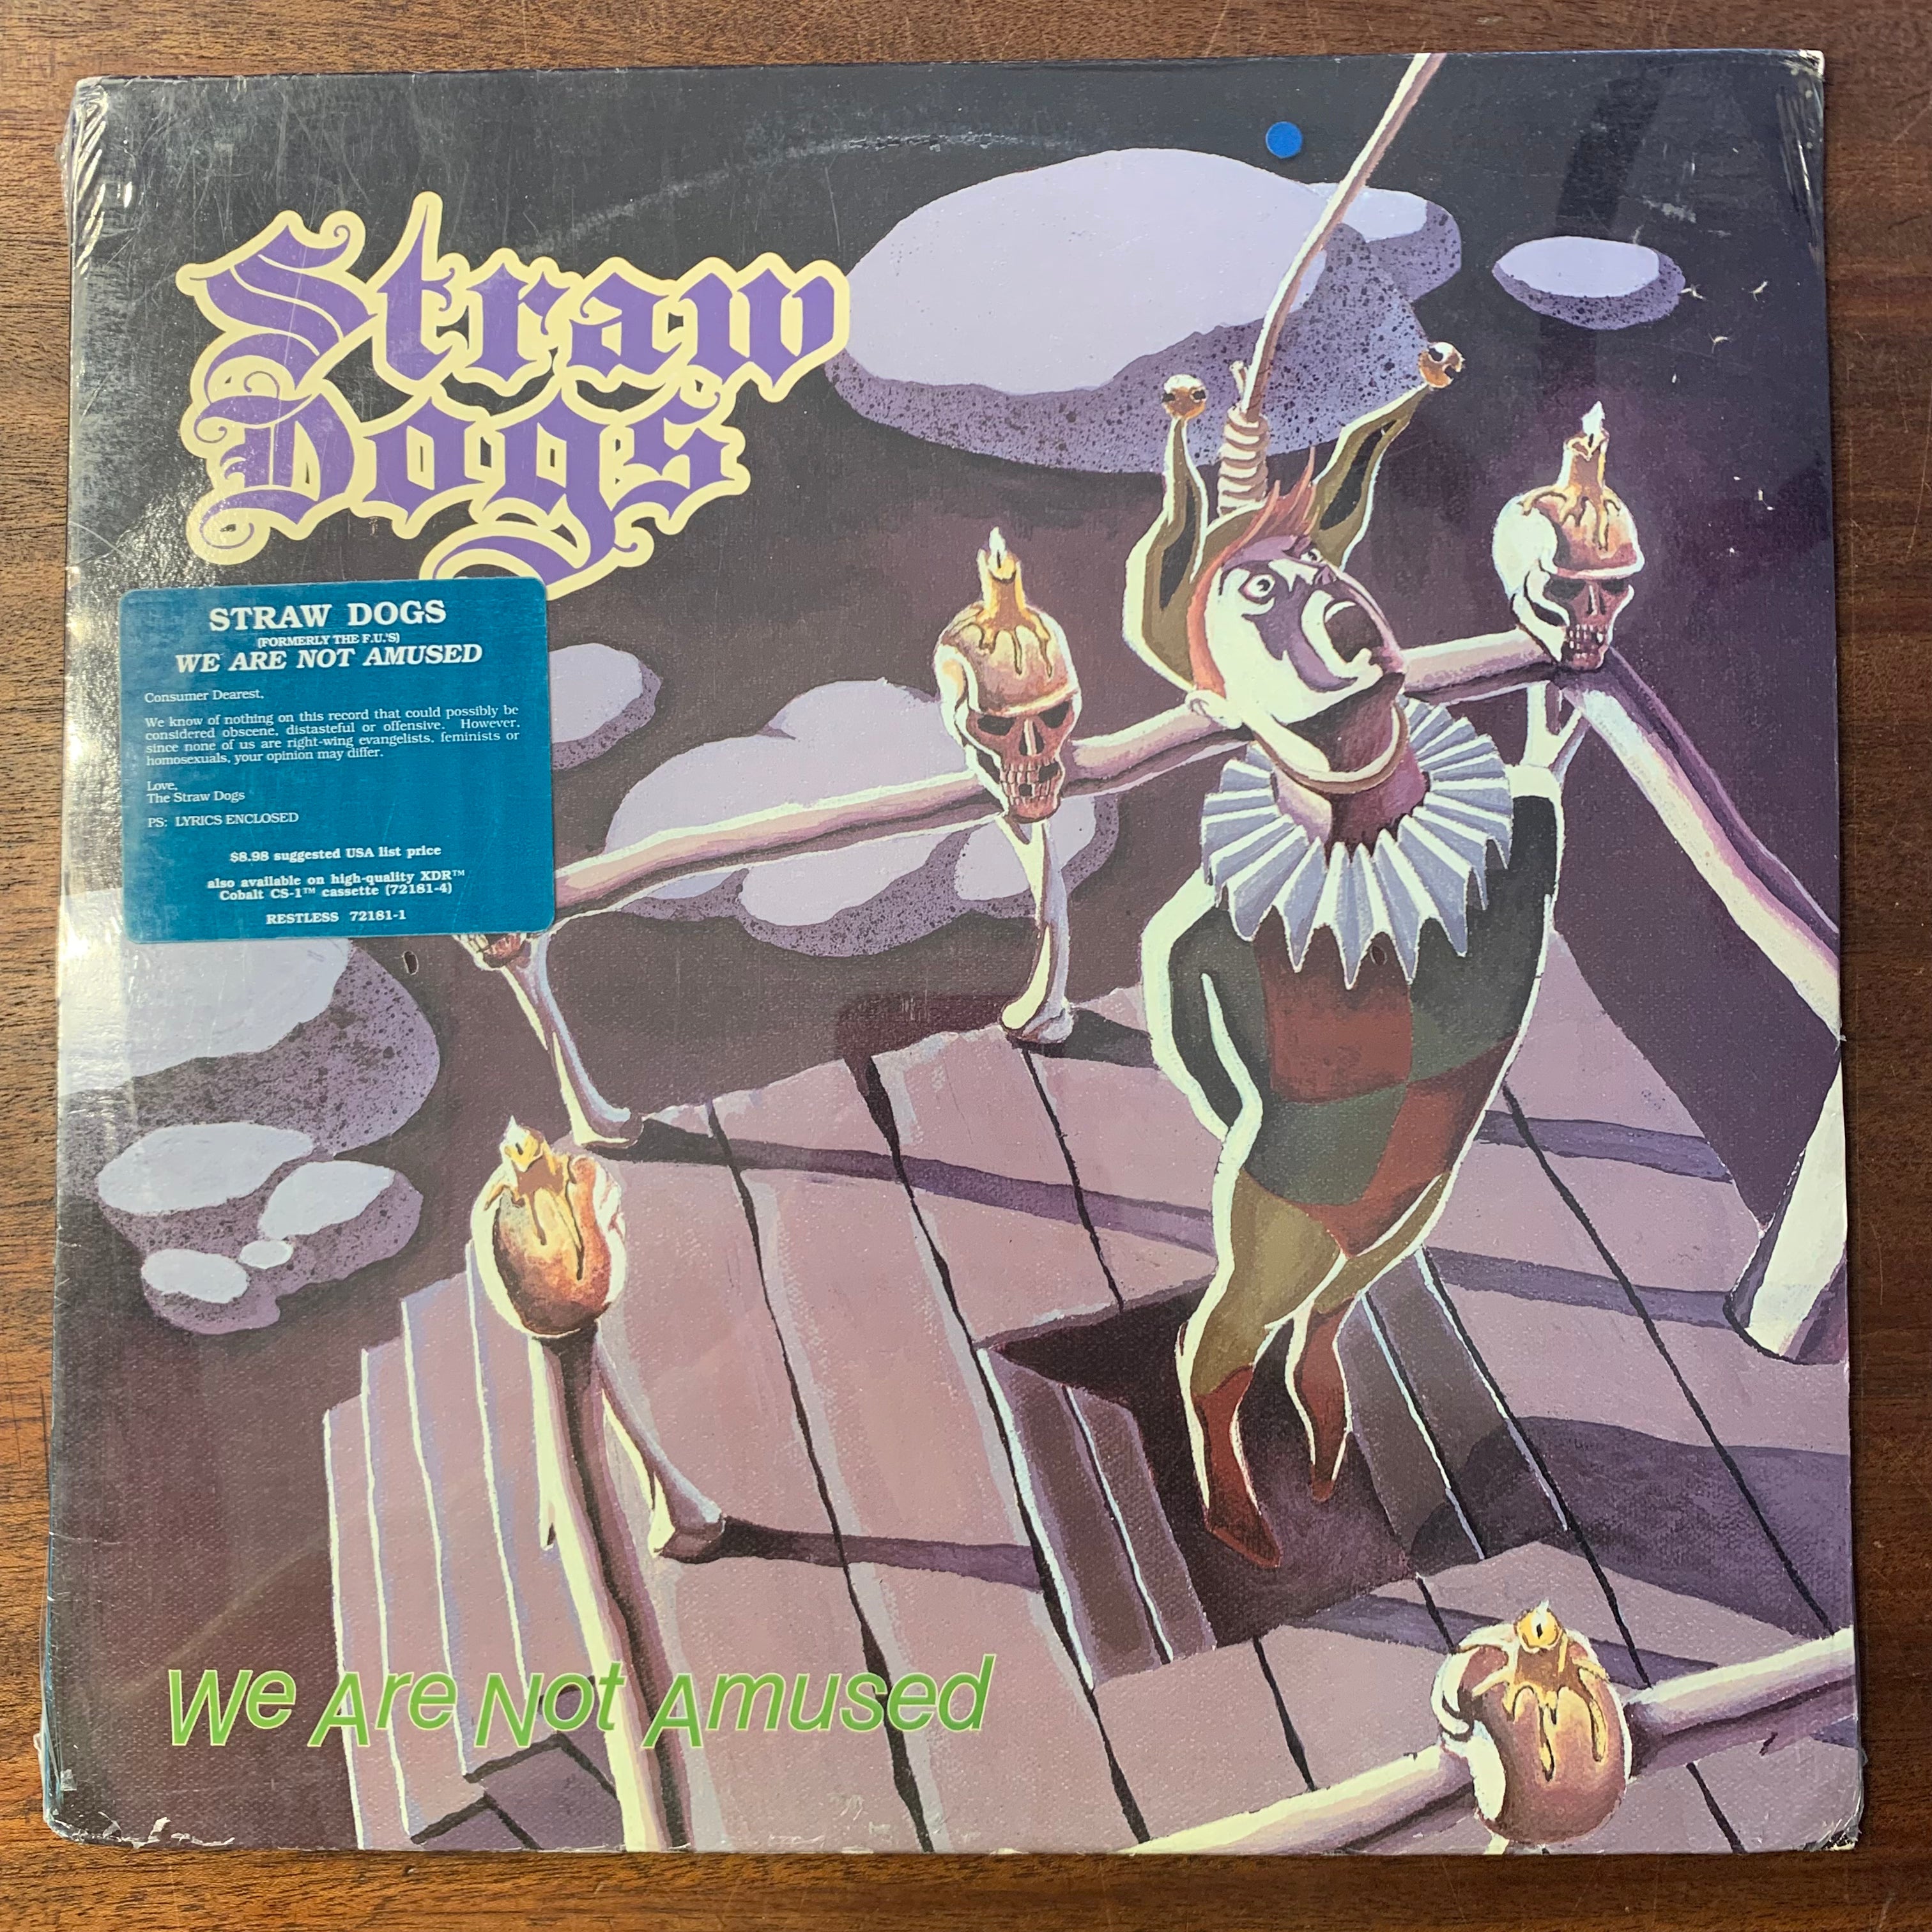 Straw
Dogs
STRAW DOGS
(FORMERLY THE F.U.'S)
WE ARE NOT AMUSED
Consumer Dearest,
We know of nothing on this record that could possibly be
considered obscene, distasteful or offensive. However,
since none of us are right-wing evangelists, feminists or
homosexuals, your opinion may differ.
Love,
The Straw Dogs
PS: LYRICS ENCLOSED
$8.98 suggested USA list price
also available on high-quality XDR™
Cobalt CS-1™ cassette (72181-4)
RESTLESS 72181-1
We Are Not Amused